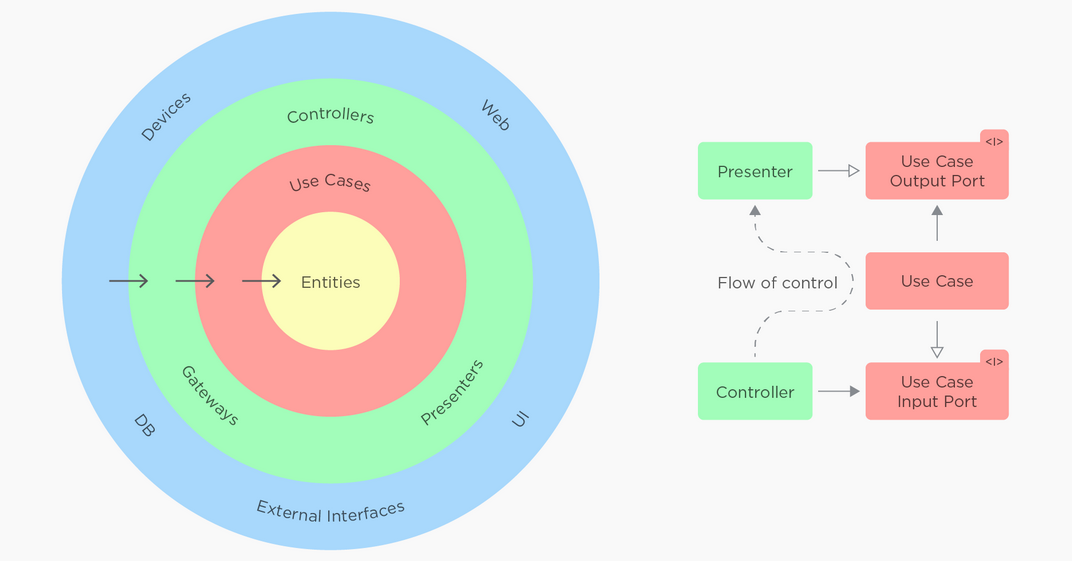 Devices
Web
Controllers
Use Cases
Entities
Gateways
Presenters
DB
UI
External Interfaces
Presenter
<I>
Use Case
Output Port
Flow of control
Use Case
Controller
<I>
Use Case
Input Port